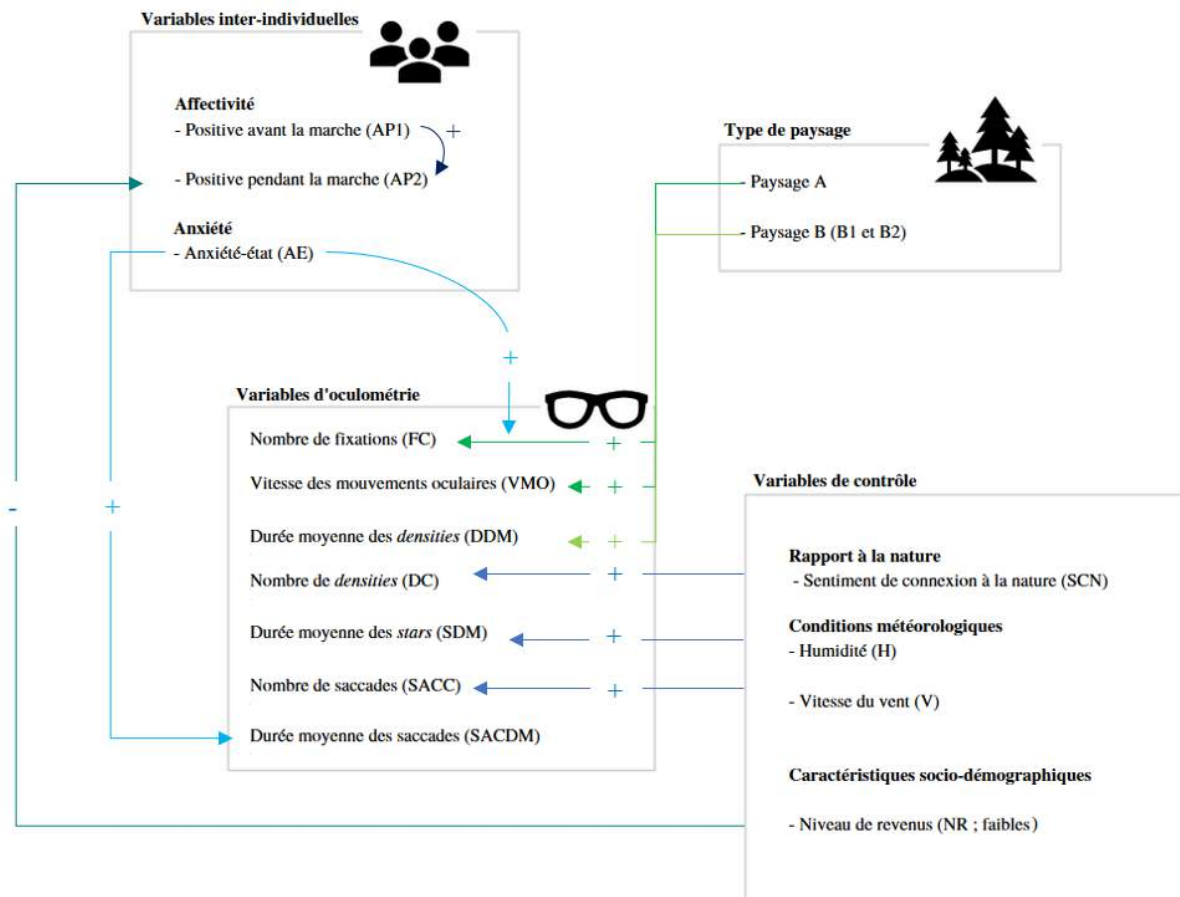 Variables inter-individuelles
Affectivité
- Positive avant la marche (AP1)
+
- Positive pendant la marche (AP2)
Anxiété
- Anxiété-état (AE)
Type de paysage
- Paysage A
- Paysage B (B1 et B2)
+
Variables d'oculométrie
Nombre de fixations (FC)
+
Vitesse des mouvements oculaires (VMO)
+
Durée moyenne des densities (DDM)
+
Nombre de densities (DC)
+
Durée moyenne des stars (SDM)
+
Nombre de saccades (SACC)
+
Durée moyenne des saccades (SACDM)
-
+
Variables de contrôle
Rapport à la nature
- Sentiment de connexion à la nature (SCN)
Conditions météorologiques
- Humidité (H)
- Vitesse du vent (V)
Caractéristiques socio-démographiques
- Niveau de revenus (NR ; faibles)